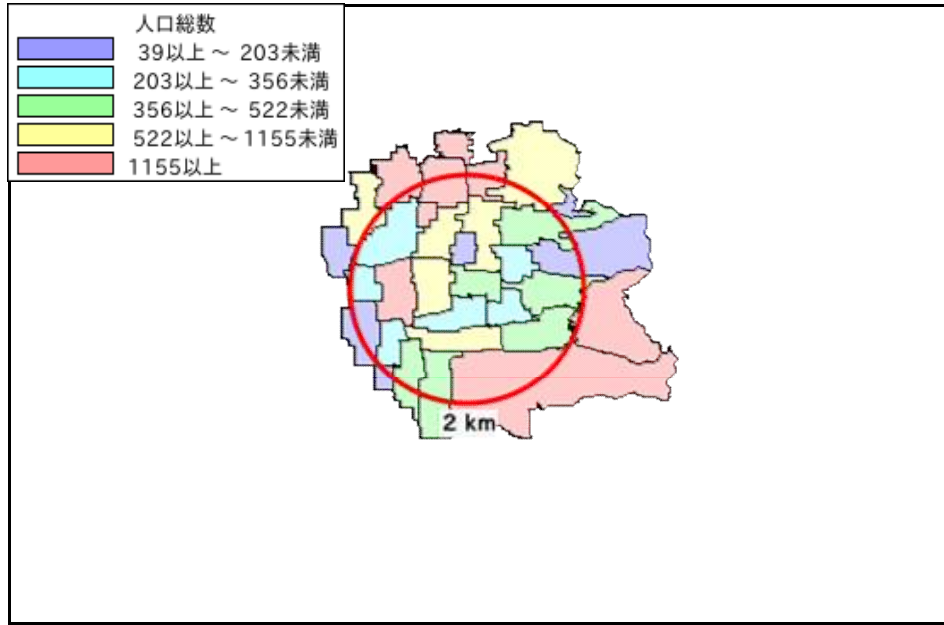 人口総数
39以上 ～ 203未満
203以上 ～ 356未満
356以上 ～ 522未満
522以上 ～ 1155未満
1155以上
2 km